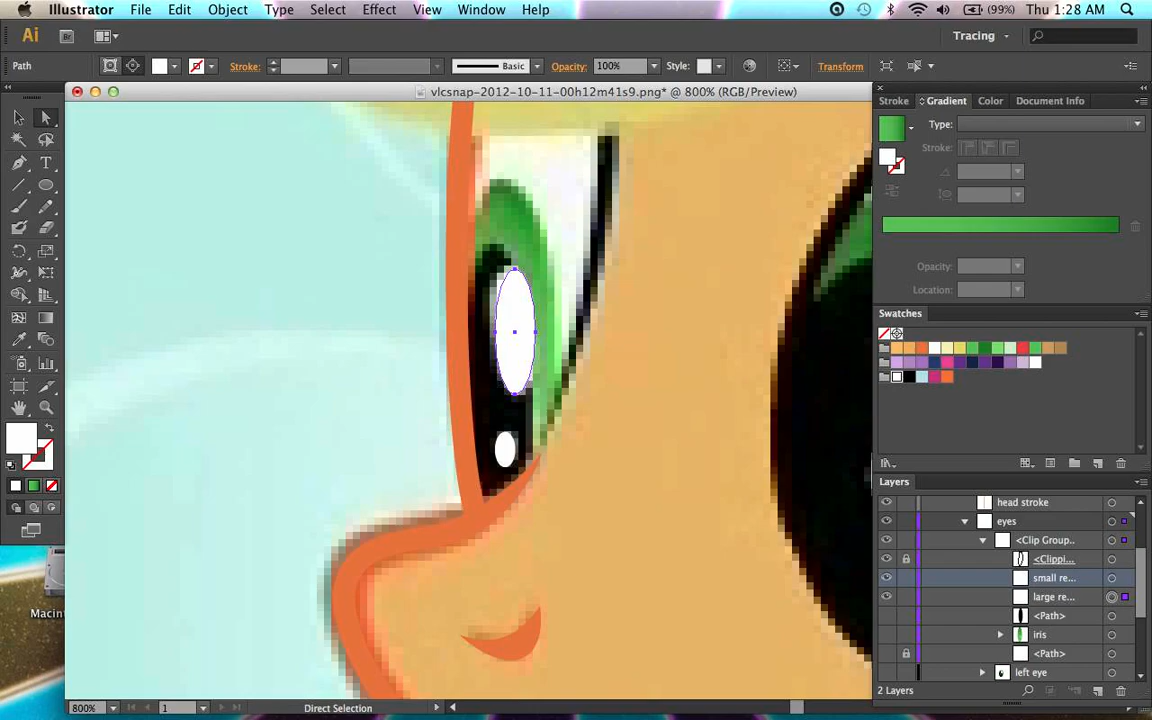 Illustrator File Edit Object Type Select Effect View Window Help (99%) Thu 1:28 AM
Ai Br Tracing
Path Stroke: Basic Opacity: 100% Style: Transform
vlcsnap-2012-10-11-00h12m41s9.png* @ 800% (RGB/Preview)
Stroke Gradient Color Document Info
Type:
Stroke:
Opacity:
Location:
Swatches
Layers
head stroke
eyes
<Clip Group..
<Clippi...
small re...
large re...
<Path>
iris
<Path>
left eye
Macint
2 Layers
800% 1 Direct Selection